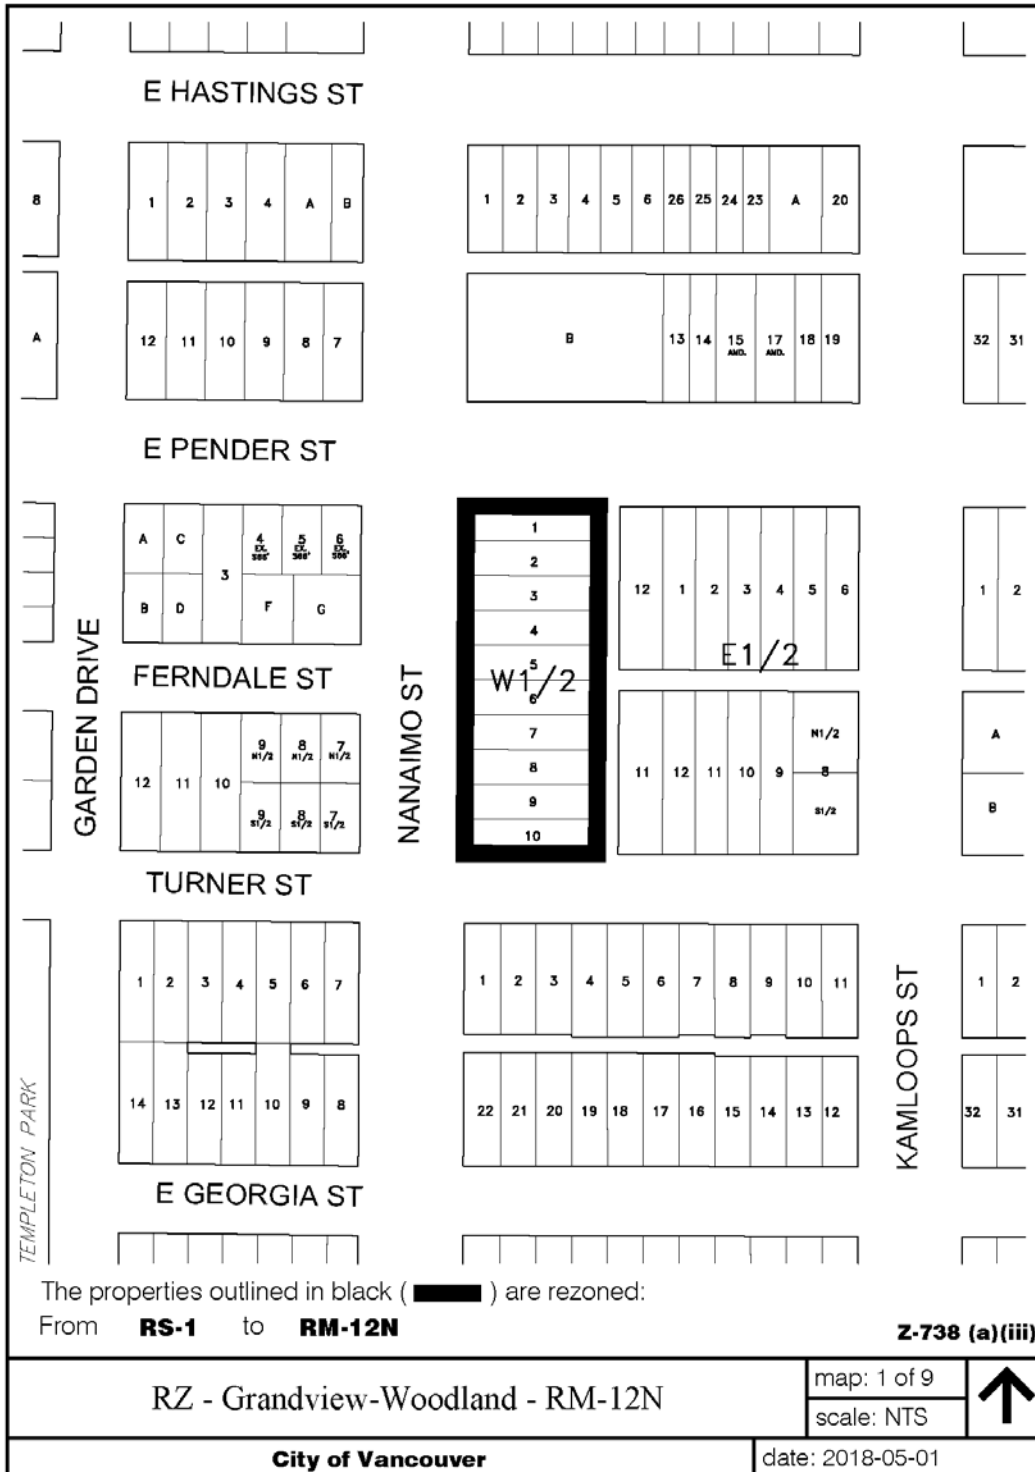 E HASTINGS ST
8 1 2 3 4 A B 1 2 3 4 5 6 26 25 24 23 A 20
A 12 11 10 9 8 7 B 13 14 15 AMD. 17 AMD. 18 19 32 31
E PENDER ST
A C 3 4 EX. 5 EX. 6 EX.
B D F G
1
2
3
4
5
W1/2
6
7
8
9
10
12 1 2 3 4 5 6
E1/2
1 2
GARDEN DRIVE
FERNDALE ST
NANAIMO ST
12 11 10 9 N1/2 8 N1/2 7 N1/2
9 S1/2 8 S1/2 7 S1/2
11 12 11 10 9 N1/2
8
S1/2
A
B
TURNER ST
1 2 3 4 5 6 7 1 2 3 4 5 6 7 8 9 10 11 1 2
KAMLOOPS ST
14 13 12 11 10 9 8 22 21 20 19 18 17 16 15 14 13 12 32 31
TEMPLETON PARK
E GEORGIA ST
The properties outlined in black ( ) are rezoned:
From RS-1 to RM-12N
Z-738 (a)(iii)
RZ - Grandview-Woodland - RM-12N
map: 1 of 9
scale: NTS
City of Vancouver
date: 2018-05-01